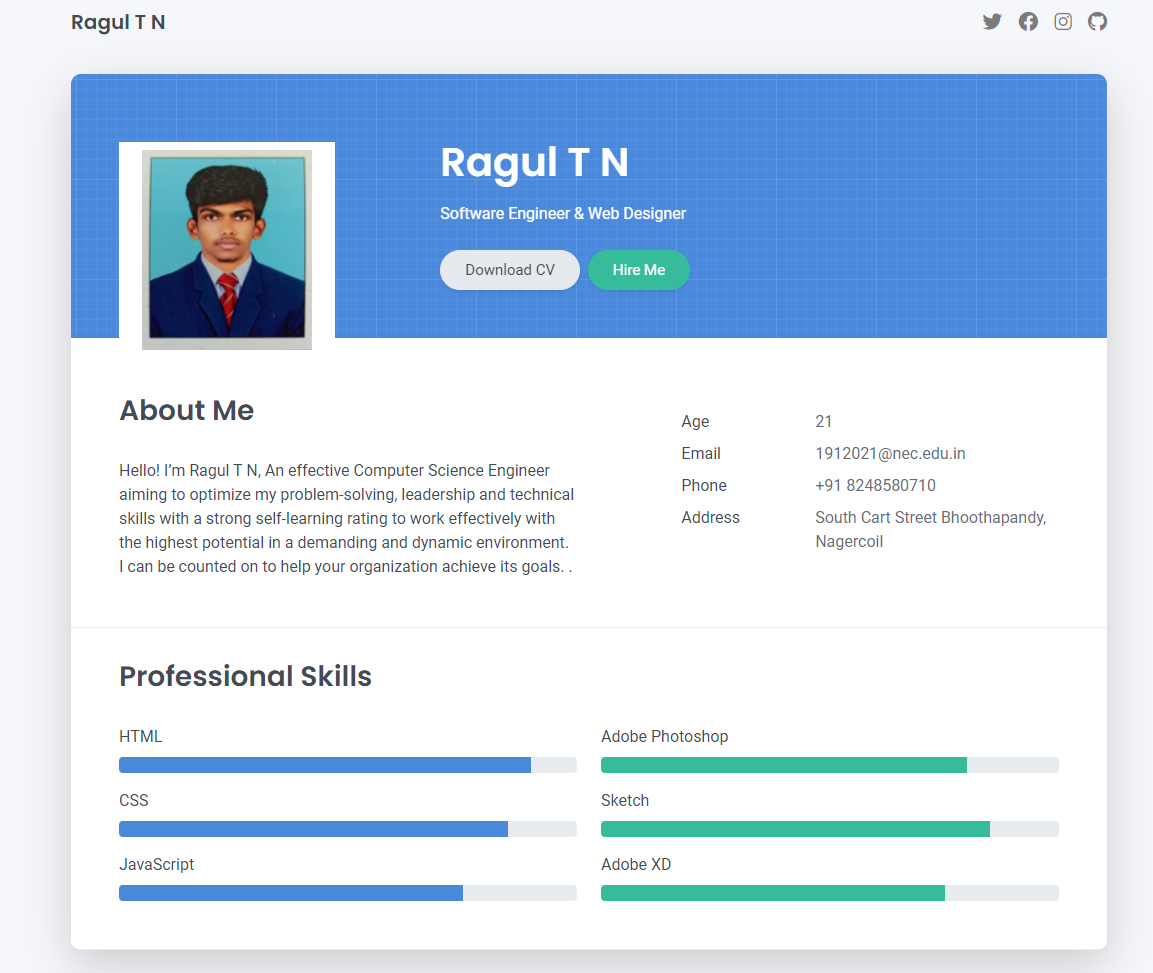 Ragul T N
Ragul T N
Software Engineer & Web Designer
Download CV
Hire Me
About Me
Hello! I’m Ragul T N, An effective Computer Science Engineer
aiming to optimize my problem-solving, leadership and technical
skills with a strong self-learning rating to work effectively with
the highest potential in a demanding and dynamic environment.
I can be counted on to help your organization achieve its goals. .
Age 21
Email 1912021@nec.edu.in
Phone +91 8248580710
Address South Cart Street Bhoothapandy,
Nagercoil
Professional Skills
HTML
CSS
JavaScript
Adobe Photoshop
Sketch
Adobe XD